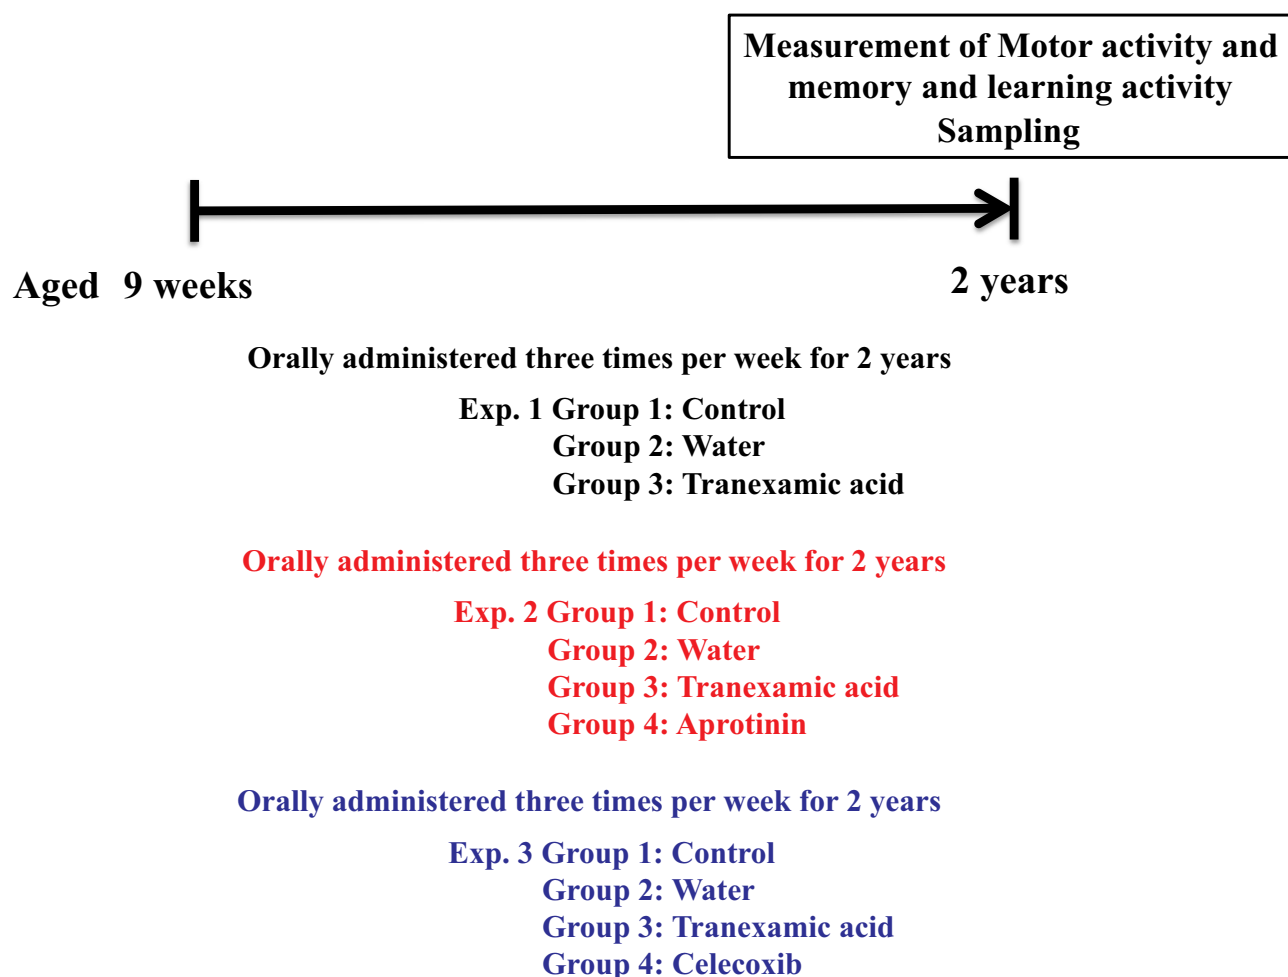 Measurement of Motor activity and
memory and learning activity
Sampling
Aged 9 weeks
2 years
Orally administered three times per week for 2 years
Exp. 1 Group 1: Control
Group 2: Water
Group 3: Tranexamic acid
Orally administered three times per week for 2 years
Exp. 2 Group 1: Control
Group 2: Water
Group 3: Tranexamic acid
Group 4: Aprotinin
Orally administered three times per week for 2 years
Exp. 3 Group 1: Control
Group 2: Water
Group 3: Tranexamic acid
Group 4: Celecoxib